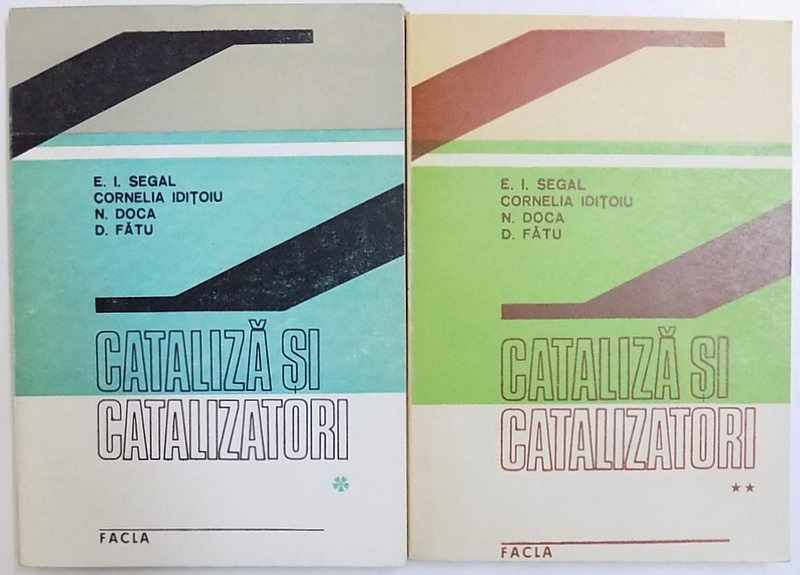 E. I. SEGAL
CORNELIA IDIȚOIU
N. DOCA
D. FĂTU
CATALIZĂ ȘI
CATALIZATORI
*
FACLA
E. I. SEGAL
CORNELIA IDIȚOIU
N. DOCA
D. FĂTU
CATALIZĂ ȘI
CATALIZATORI
★★
FACLA